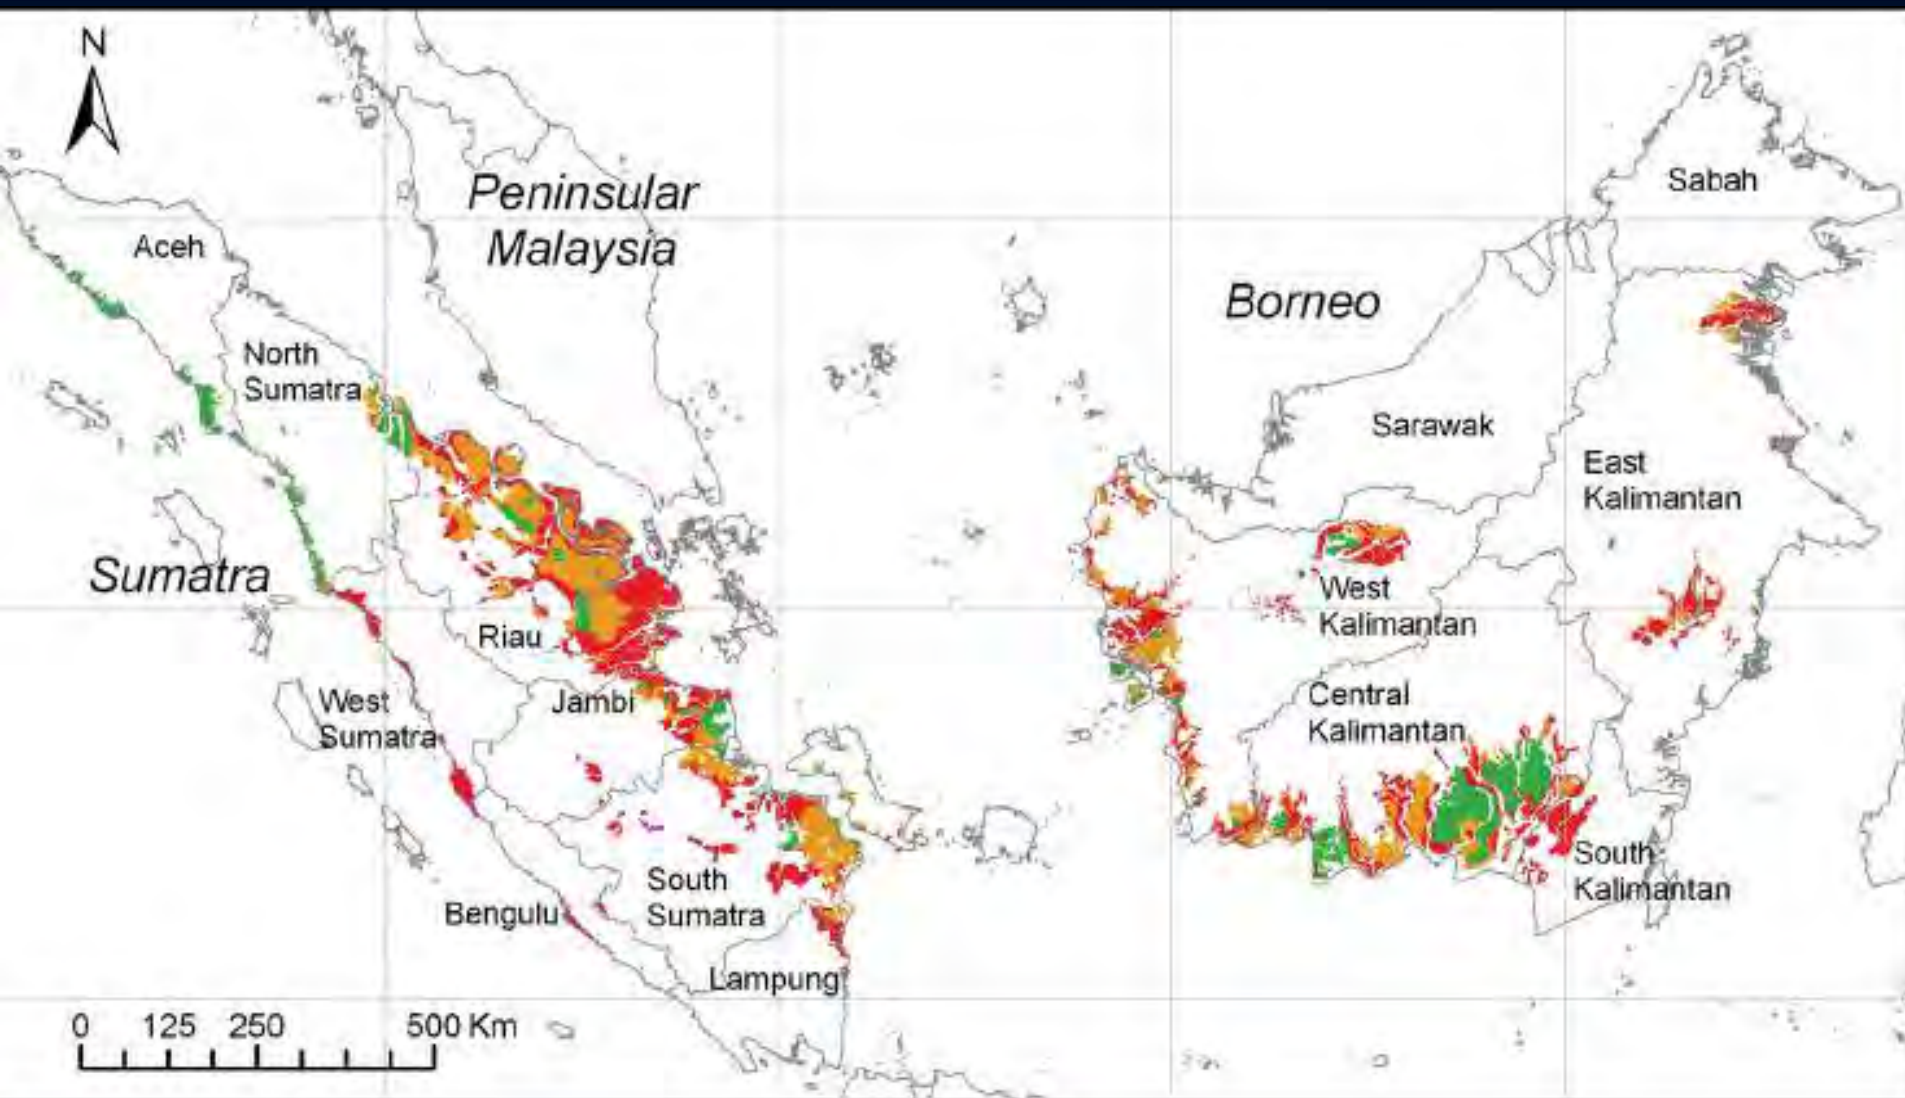 N
Peninsular
Malaysia
Sabah
Aceh
Borneo
North
Sumatra
Sarawak
East
Kalimantan
Sumatra
West
Kalimantan
Riau
West
Sumatra
Jambi
Central
Kalimantan
South
Sumatra
South
Kalimantan
Bengulu
Lampung
0 125 250 500 Km